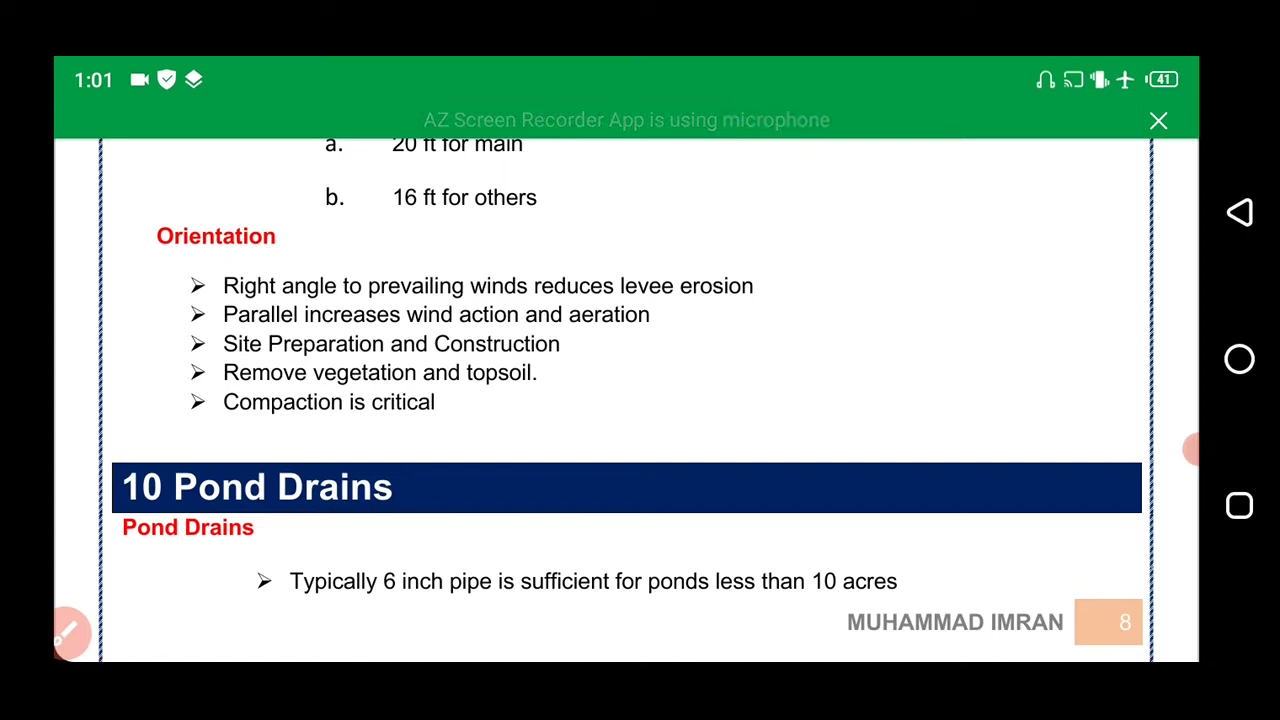 1:01
41
AZ Screen Recorder App is using microphone
a. 20 ft for main
b. 16 ft for others
Orientation
➢ Right angle to prevailing winds reduces levee erosion
➢ Parallel increases wind action and aeration
➢ Site Preparation and Construction
➢ Remove vegetation and topsoil.
➢ Compaction is critical
10 Pond Drains
Pond Drains
➢ Typically 6 inch pipe is sufficient for ponds less than 10 acres
MUHAMMAD IMRAN 8